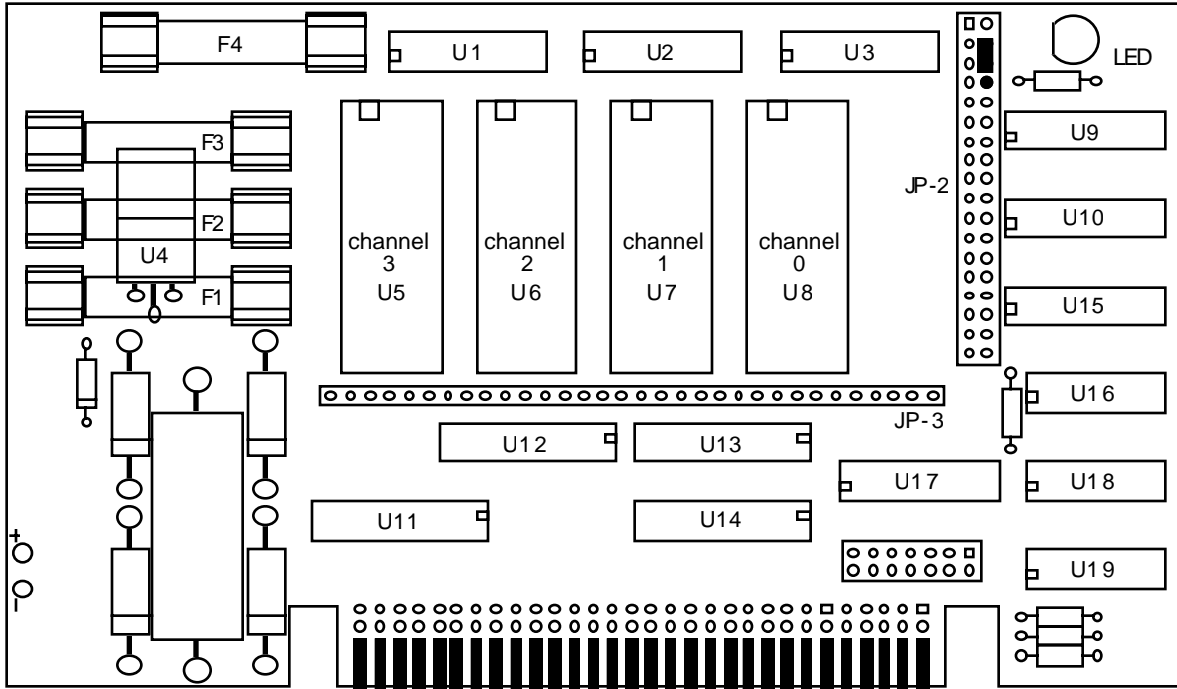 F4
U1
U2
U3
LED
F3
U9
JP-2
F2
U10
U4
channel
3
U5
channel
2
U6
channel
1
U7
channel
0
U8
F1
U15
U16
JP-3
U12
U13
U17
U18
U11
U14
+
-
U19